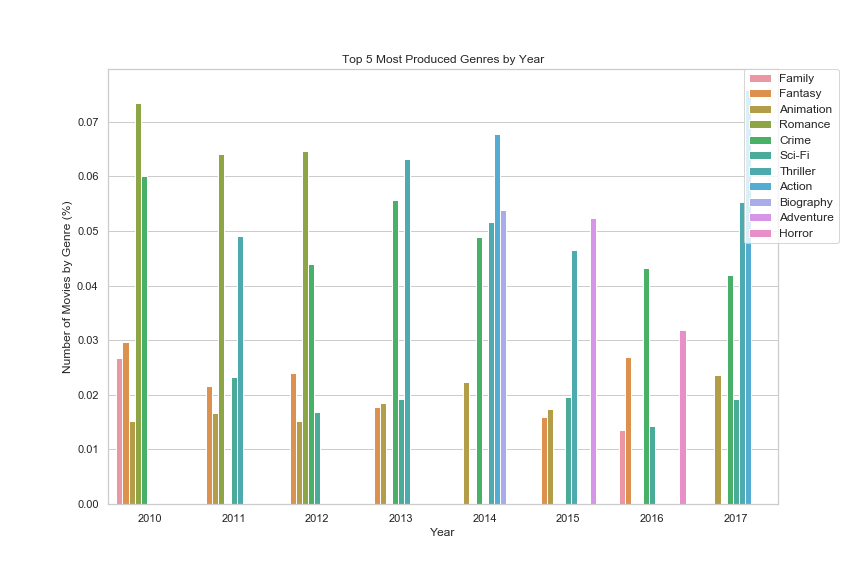 Top 5 Most Produced Genres by Year
Family
Fantasy
Animation
Romance
Crime
Sci-Fi
Thriller
Action
Biography
Adventure
Horror
Number of Movies by Genre (%)
0.07
0.06
0.05
0.04
0.03
0.02
0.01
0.00
2010 2011 2012 2013 2014 2015 2016 2017
Year